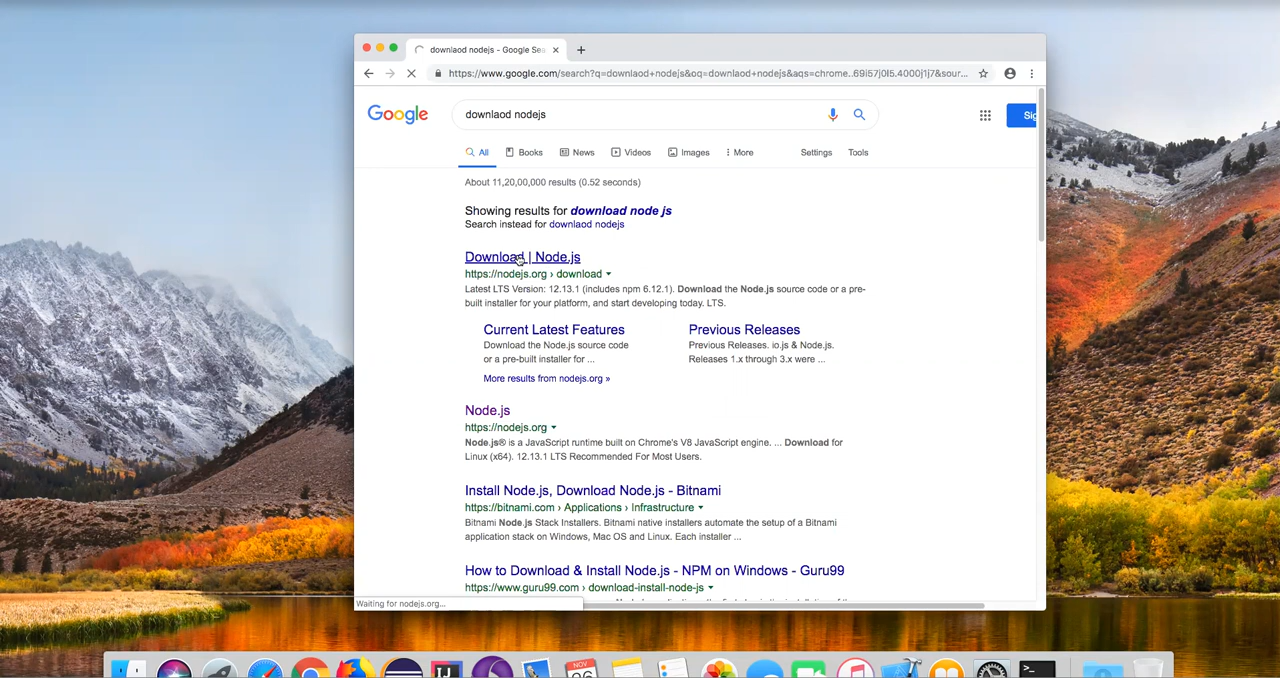 downlaod nodejs - Google Sea
https://www.google.com/search?q=downlaod+nodejs&oq=downlaod+nodejs&aqs=chrome..69i57j0l5.4000j1j7&sour...
Google
downlaod nodejs
Sig
All Books News Videos Images More Settings Tools
About 11,20,00,000 results (0.52 seconds)
Showing results for download node js
Search instead for downlaod nodejs
Download | Node.js
https://nodejs.org › download
Latest LTS Version: 12.13.1 (includes npm 6.12.1). Download the Node.js source code or a pre-
built installer for your platform, and start developing today. LTS.
Current Latest Features Previous Releases
Download the Node.js source code Previous Releases. io.js & Node.js.
or a pre-built installer for ... Releases 1.x through 3.x were ...
More results from nodejs.org »
Node.js
https://nodejs.org
Node.js® is a JavaScript runtime built on Chrome's V8 JavaScript engine. ... Download for
Linux (x64). 12.13.1 LTS Recommended For Most Users.
Install Node.js, Download Node.js - Bitnami
https://bitnami.com › Applications › Infrastructure
Bitnami Node.js Stack Installers. Bitnami native installers automate the setup of a Bitnami
application stack on Windows, Mac OS and Linux. Each installer ...
How to Download & Install Node.js - NPM on Windows - Guru99
https://www.guru99.com › download-install-node-js
Waiting for nodejs.org...
IJ NOV >_